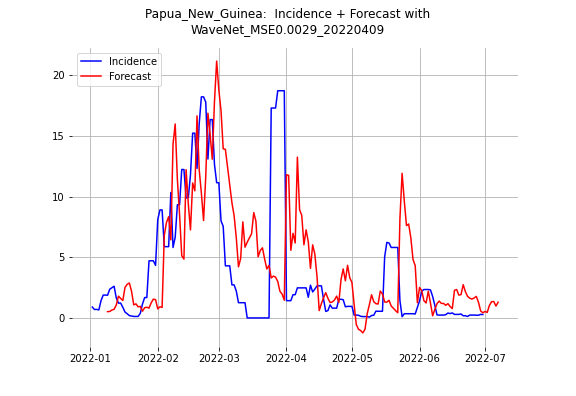 Papua_New_Guinea:  Incidence + Forecast with
WaveNet_MSE0.0029_20220409
Incidence
Forecast
20
15
10
5
0
2022-01 2022-02 2022-03 2022-04 2022-05 2022-06 2022-07